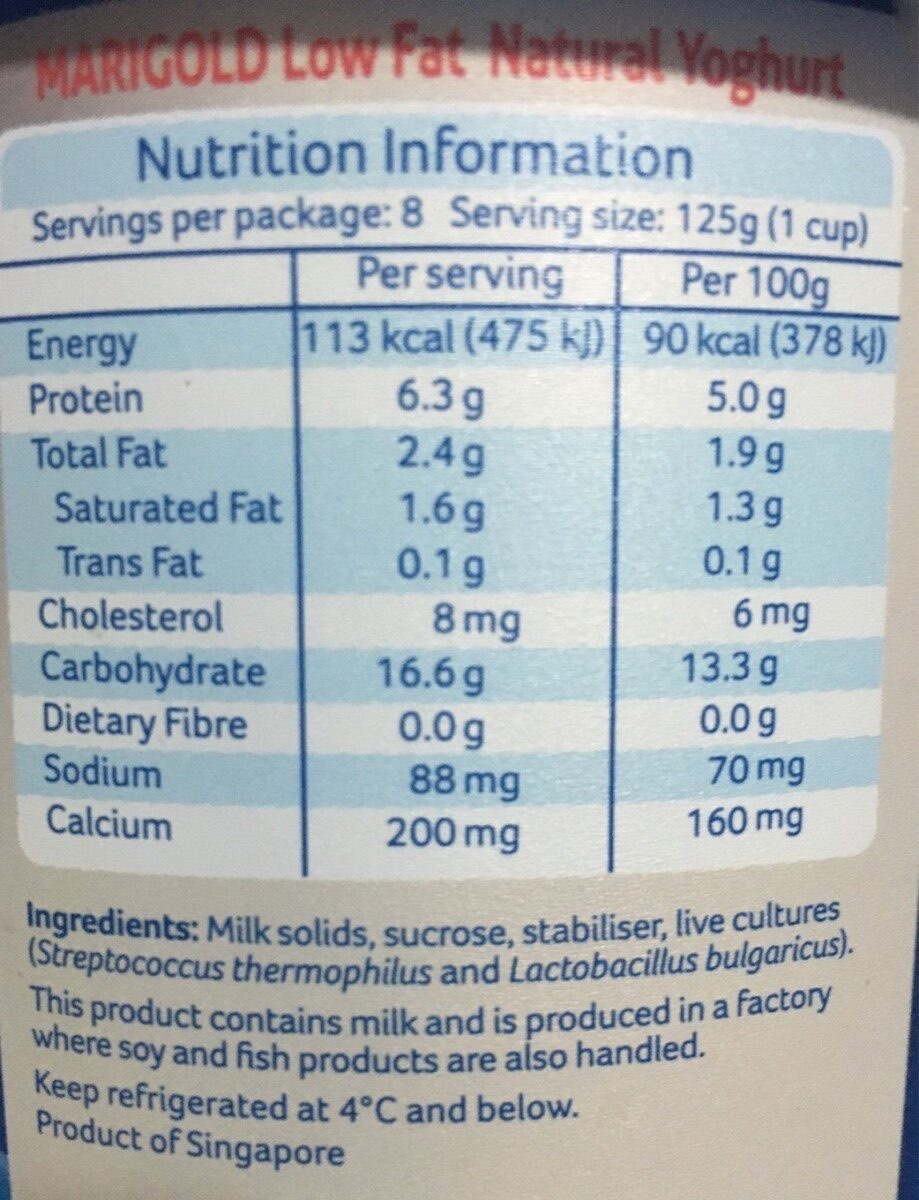 MARIGOLD Low Fat Natural Yoghurt
Nutrition Information
Servings per package: 8 Serving size: 125g (1 cup)
Per serving Per 100g
Energy 113 kcal (475 kJ) 90 kcal (378 kJ)
Protein 6.3 g 5.0 g
Total Fat 2.4 g 1.9 g
Saturated Fat 1.6 g 1.3 g
Trans Fat 0.1 g 0.1 g
Cholesterol 8 mg 6 mg
Carbohydrate 16.6 g 13.3 g
Dietary Fibre 0.0 g 0.0 g
Sodium 88 mg 70 mg
Calcium 200 mg 160 mg
Ingredients: Milk solids, sucrose, stabiliser, live cultures
(Streptococcus thermophilus and Lactobacillus bulgaricus).
This product contains milk and is produced in a factory
where soy and fish products are also handled.
Keep refrigerated at 4°C and below.
Product of Singapore